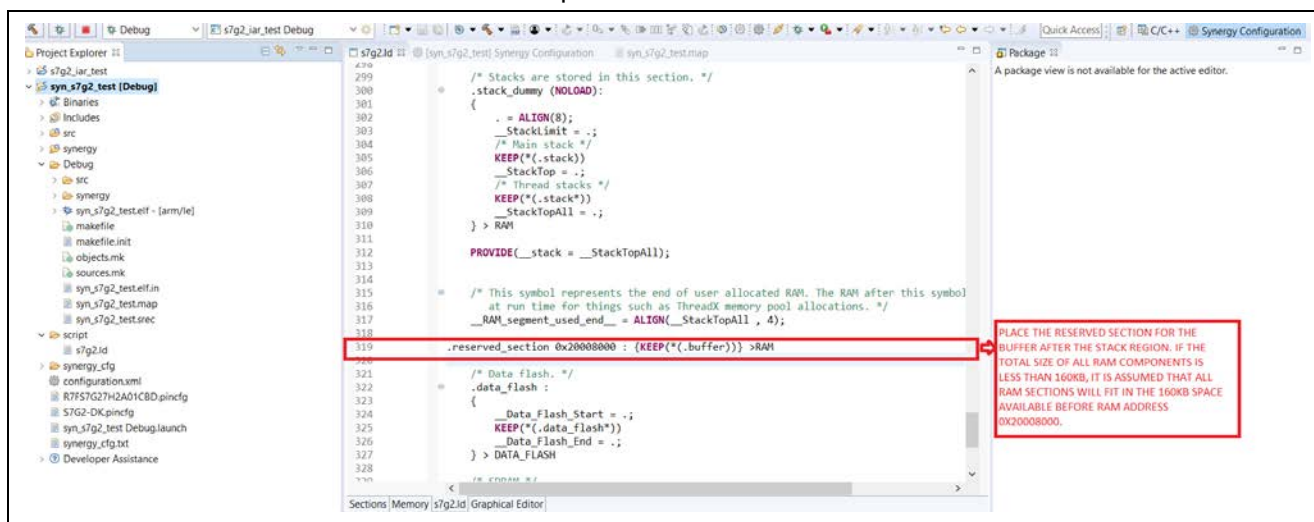 Debug
s7g2_iar_test Debug
Quick Access
C/C++
Synergy Configuration
Project Explorer
s7g2_iar_test
syn_s7g2_test [Debug]
Binaries
Includes
src
synergy
Debug
src
synergy
syn_s7g2_test.elf - [arm/le]
makefile
makefile.init
objects.mk
sources.mk
syn_s7g2_test.elf.in
syn_s7g2_test.map
syn_s7g2_test.srec
script
s7g2.ld
synergy_cfg
configuration.xml
R7FS7G27H2A01CBD.pincfg
S7G2-DK.pincfg
syn_s7g2_test Debug.launch
synergy_cfg.txt
Developer Assistance
s7g2.ld
[syn_s7g2_test] Synergy Configuration
syn_s7g2_test.map
298
299 /* Stacks are stored in this section. */
300 .stack_dummy (NOLOAD):
301 {
302 . = ALIGN(8);
303 __StackLimit = .;
304 /* Main stack */
305 KEEP(*(.stack))
306 __StackTop = .;
307 /* Thread stacks */
308 KEEP(*(.stack*))
309 __StackTopAll = .;
310 } > RAM
311
312 PROVIDE(__stack = __StackTopAll);
313
314
315 /* This symbol represents the end of user allocated RAM. The RAM after this symbol
316 at run time for things such as ThreadX memory pool allocations. */
317 __RAM_segment_used_end__ = ALIGN(__StackTopAll , 4);
318
319 .reserved_section 0x20008000 : {KEEP(*(.buffer))} >RAM
320
321 /* Data flash. */
322 .data_flash :
323 {
324 __Data_Flash_Start = .;
325 KEEP(*(.data_flash*))
326 __Data_Flash_End = .;
327 } > DATA_FLASH
328
Sections Memory s7g2.ld Graphical Editor
Package
A package view is not available for the active editor.
PLACE THE RESERVED SECTION FOR THE
BUFFER AFTER THE STACK REGION. IF THE
TOTAL SIZE OF ALL RAM COMPONENTS IS
LESS THAN 160KB, IT IS ASSUMED THAT ALL
RAM SECTIONS WILL FIT IN THE 160KB SPACE
AVAILABLE BEFORE RAM ADDRESS
0X20008000.